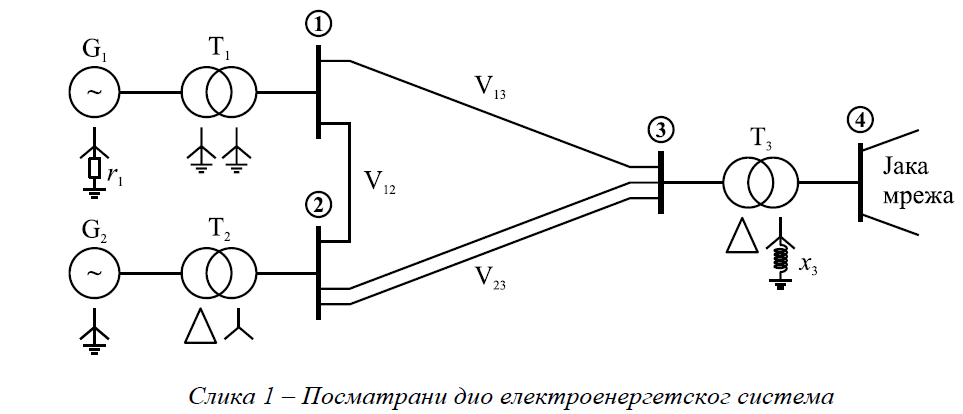 ①
G₁
T₁
r₁
V₁₃
③
④
T₃
V₁₂
②
Јака
мрежа
G₂
T₂
V₂₃
x₃
~
~
Слика 1 – Посматрани дио електроенергетског система